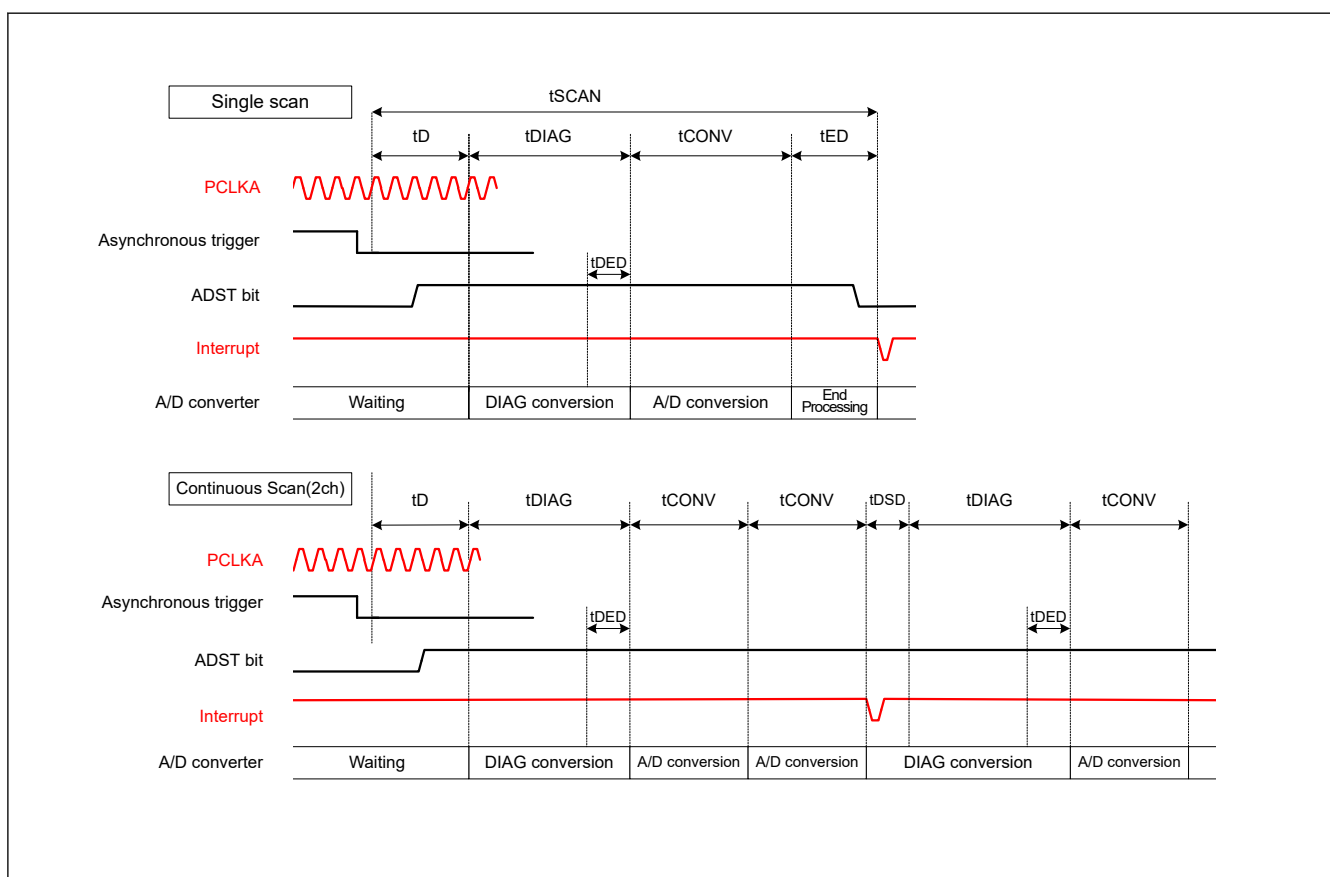 Single scan
tSCAN
tD tDIAG tCONV tED
PCLKA
Asynchronous trigger
tDED
ADST bit
Interrupt
A/D converter Waiting DIAG conversion A/D conversion End Processing
Continuous Scan(2ch)
tD tDIAG tCONV tCONV tDSD tDIAG tCONV
PCLKA
Asynchronous trigger
tDED tDED
ADST bit
Interrupt
A/D converter Waiting DIAG conversion A/D conversion A/D conversion DIAG conversion A/D conversion